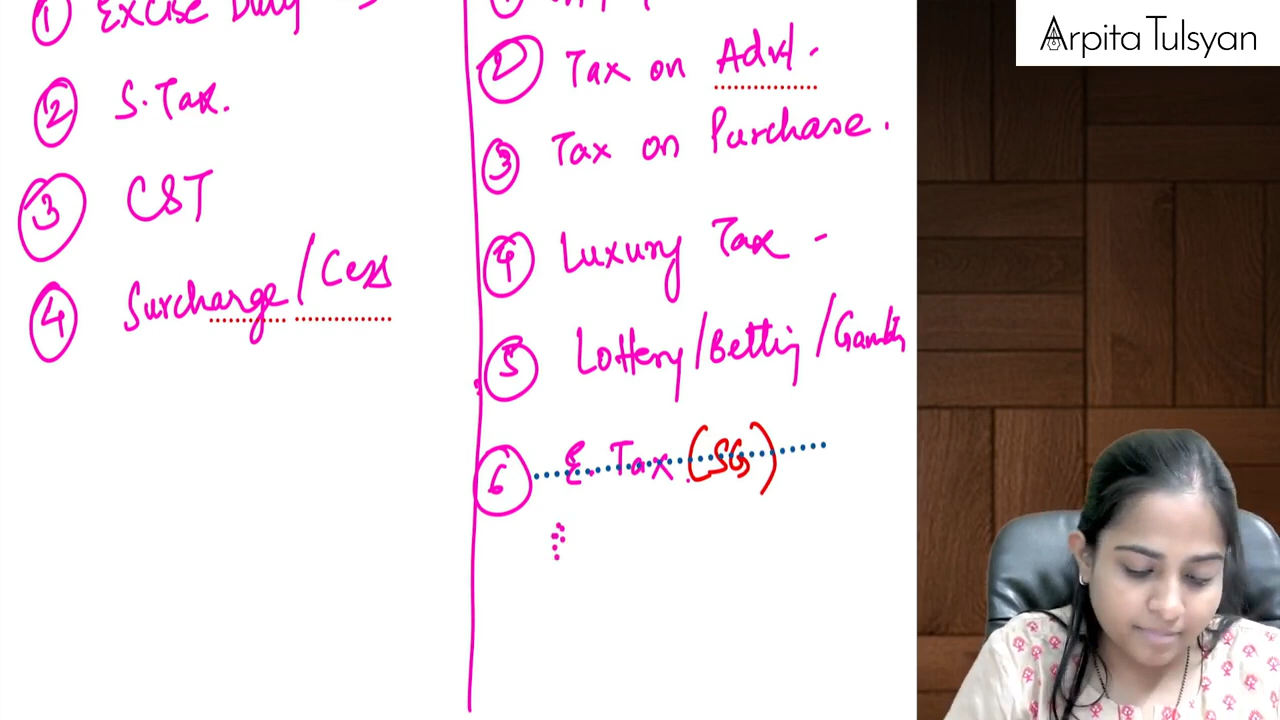 Arpita Tulsyan
① Excise Duty
② S. Tax.
③ CST
④ Surcharge/Cess
② Tax on Advt.
③ Tax on Purchase.
④ Luxury Tax -
⑤ Lottery/Betting/
⑥ E. Tax. (SG)